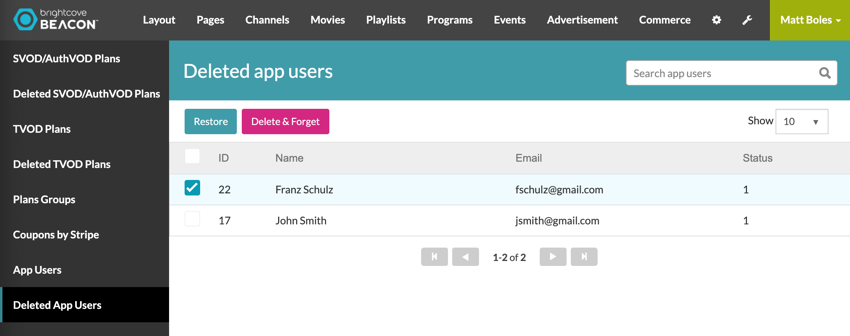 brightcove
BEACON™
Layout Pages Channels Movies Playlists Programs Events Advertisement Commerce Matt Boles
SVOD/AuthVOD Plans
Deleted SVOD/AuthVOD Plans
TVOD Plans
Deleted TVOD Plans
Plans Groups
Coupons by Stripe
App Users
Deleted App Users
Deleted app users
Search app users
Restore Delete & Forget Show 10
ID Name Email Status
22 Franz Schulz fschulz@gmail.com 1
17 John Smith jsmith@gmail.com 1
1-2 of 2